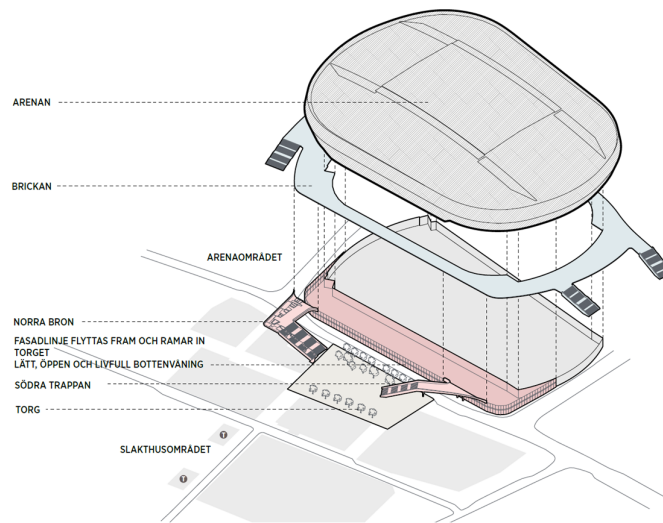 ARENAN
BRICKAN
ARENAOMRÅDET
NORRA BRON
FASADLINJE FLYTTAS FRAM OCH RAMAR IN
TORGET
LÄTT, ÖPPEN OCH LIVFULL BOTTENVÅNING
SÖDRA TRAPPAN
TORG
T
SLAKTHUSOMRÅDET
T